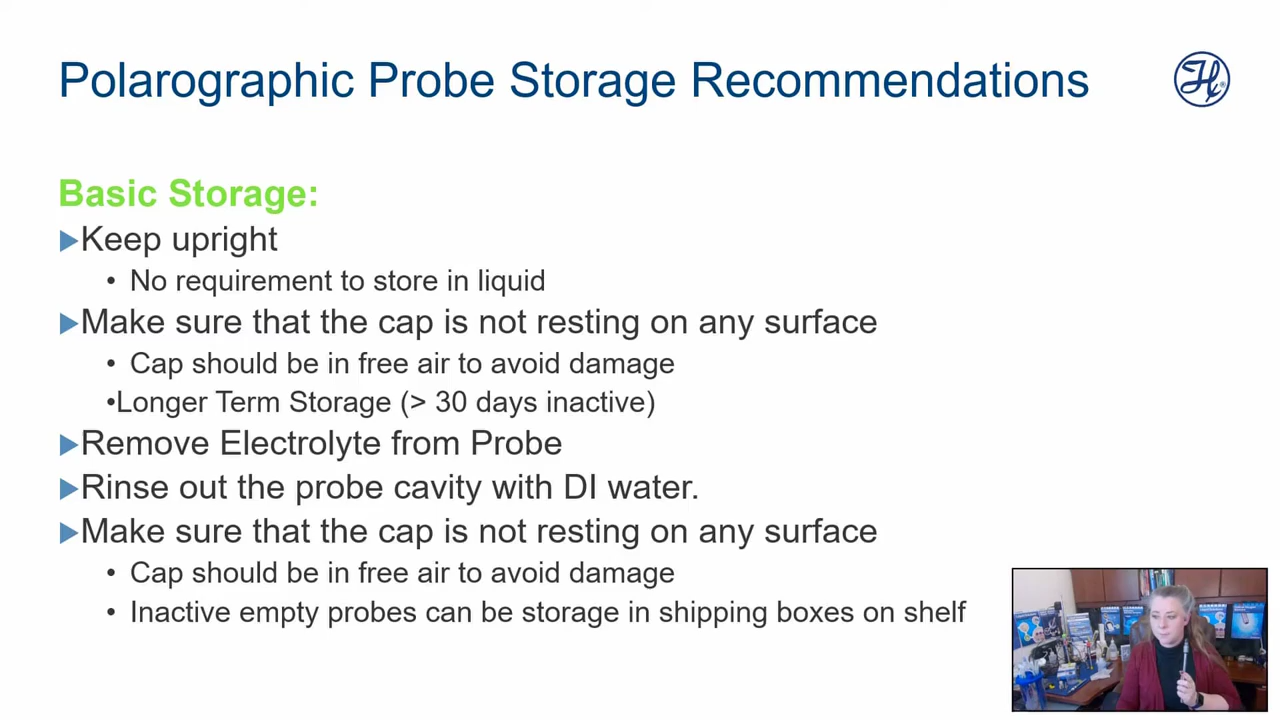 Polarographic Probe Storage Recommendations
Basic Storage:
▶Keep upright
• No requirement to store in liquid
▶Make sure that the cap is not resting on any surface
• Cap should be in free air to avoid damage
•Longer Term Storage (> 30 days inactive)
▶Remove Electrolyte from Probe
▶Rinse out the probe cavity with DI water.
▶Make sure that the cap is not resting on any surface
• Cap should be in free air to avoid damage
• Inactive empty probes can be storage in shipping boxes on shelf